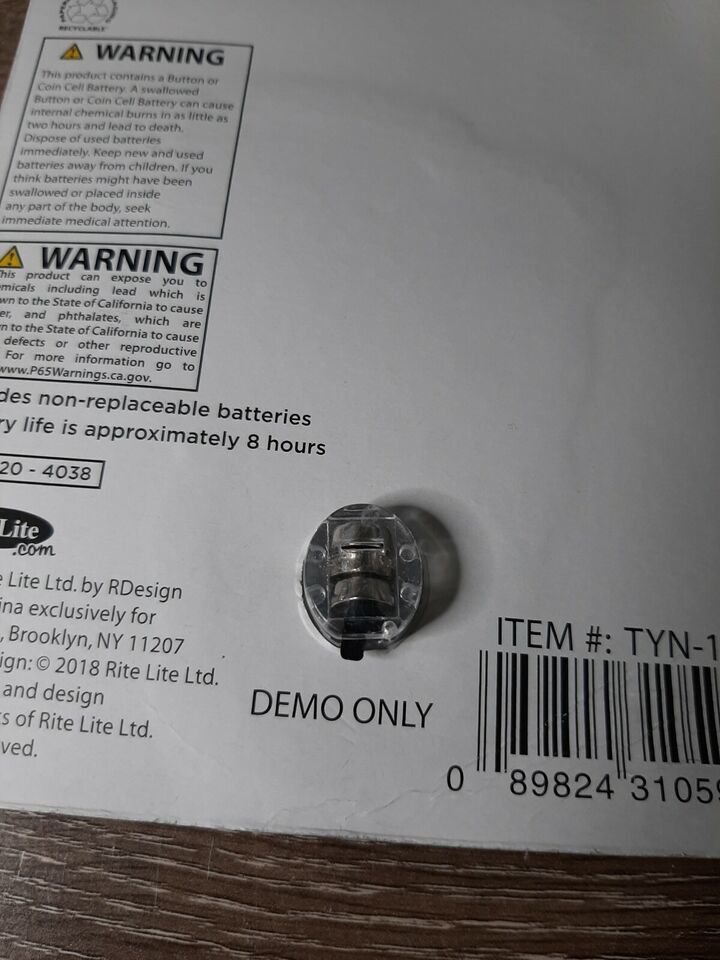 RECYCLABLE
WARNING
This product contains a Button or
Coin Cell Battery. A swallowed
Button or Coin Cell Battery can cause
internal chemical burns in as little as
two hours and lead to death.
Dispose of used batteries
immediately. Keep new and used
batteries away from children. If you
think batteries might have been
swallowed or placed inside
any part of the body, seek
immediate medical attention.
WARNING
his product can expose you to
micals including lead which is
wn to the State of California to cause
er, and phthalates, which are
n to the State of California to cause
defects or other reproductive
For more information go to
www.P65Warnings.ca.gov.
des non-replaceable batteries
ry life is approximately 8 hours
20 - 4038
Lite
.com
e Lite Ltd. by RDesign
ina exclusively for
, Brooklyn, NY 11207
ign: © 2018 Rite Lite Ltd.
and design
ts of Rite Lite Ltd.
ved.
DEMO ONLY
ITEM #: TYN-1
0 89824 3105